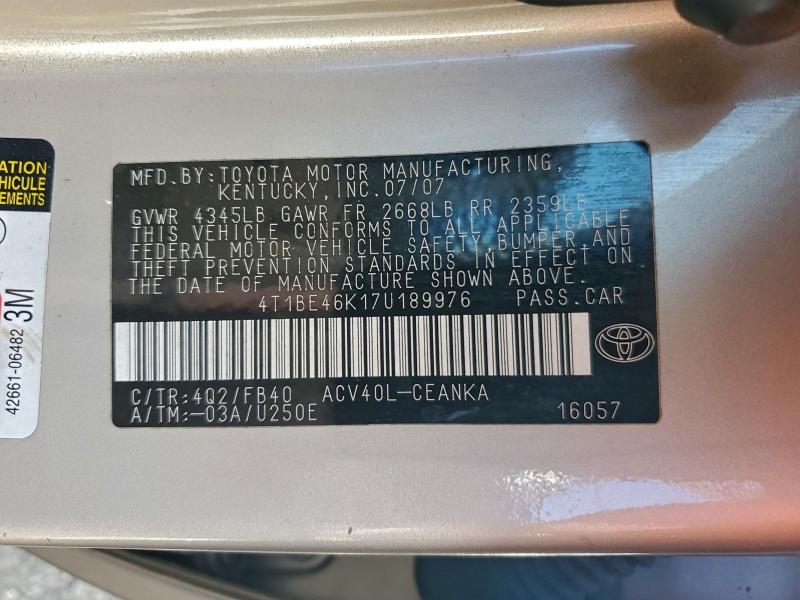 MFD. BY: TOYOTA MOTOR MANUFACTURING,
KENTUCKY, INC. 07/07
GVWR 4345LB GAWR FR 2668LB RR 2359LB
THIS VEHICLE CONFORMS TO ALL APPLICABLE
FEDERAL MOTOR VEHICLE SAFETY, BUMPER, AND
THEFT PREVENTION STANDARDS IN EFFECT ON
THE DATE OF MANUFACTURE SHOWN ABOVE.
4T1BE46K17U189976 PASS.CAR
C/TR:4Q2/FB40 ACV40L-CEANKA
A/TM:-03A/U250E 16057
ATION
HICULE
EMENTS
3M
42661-06482